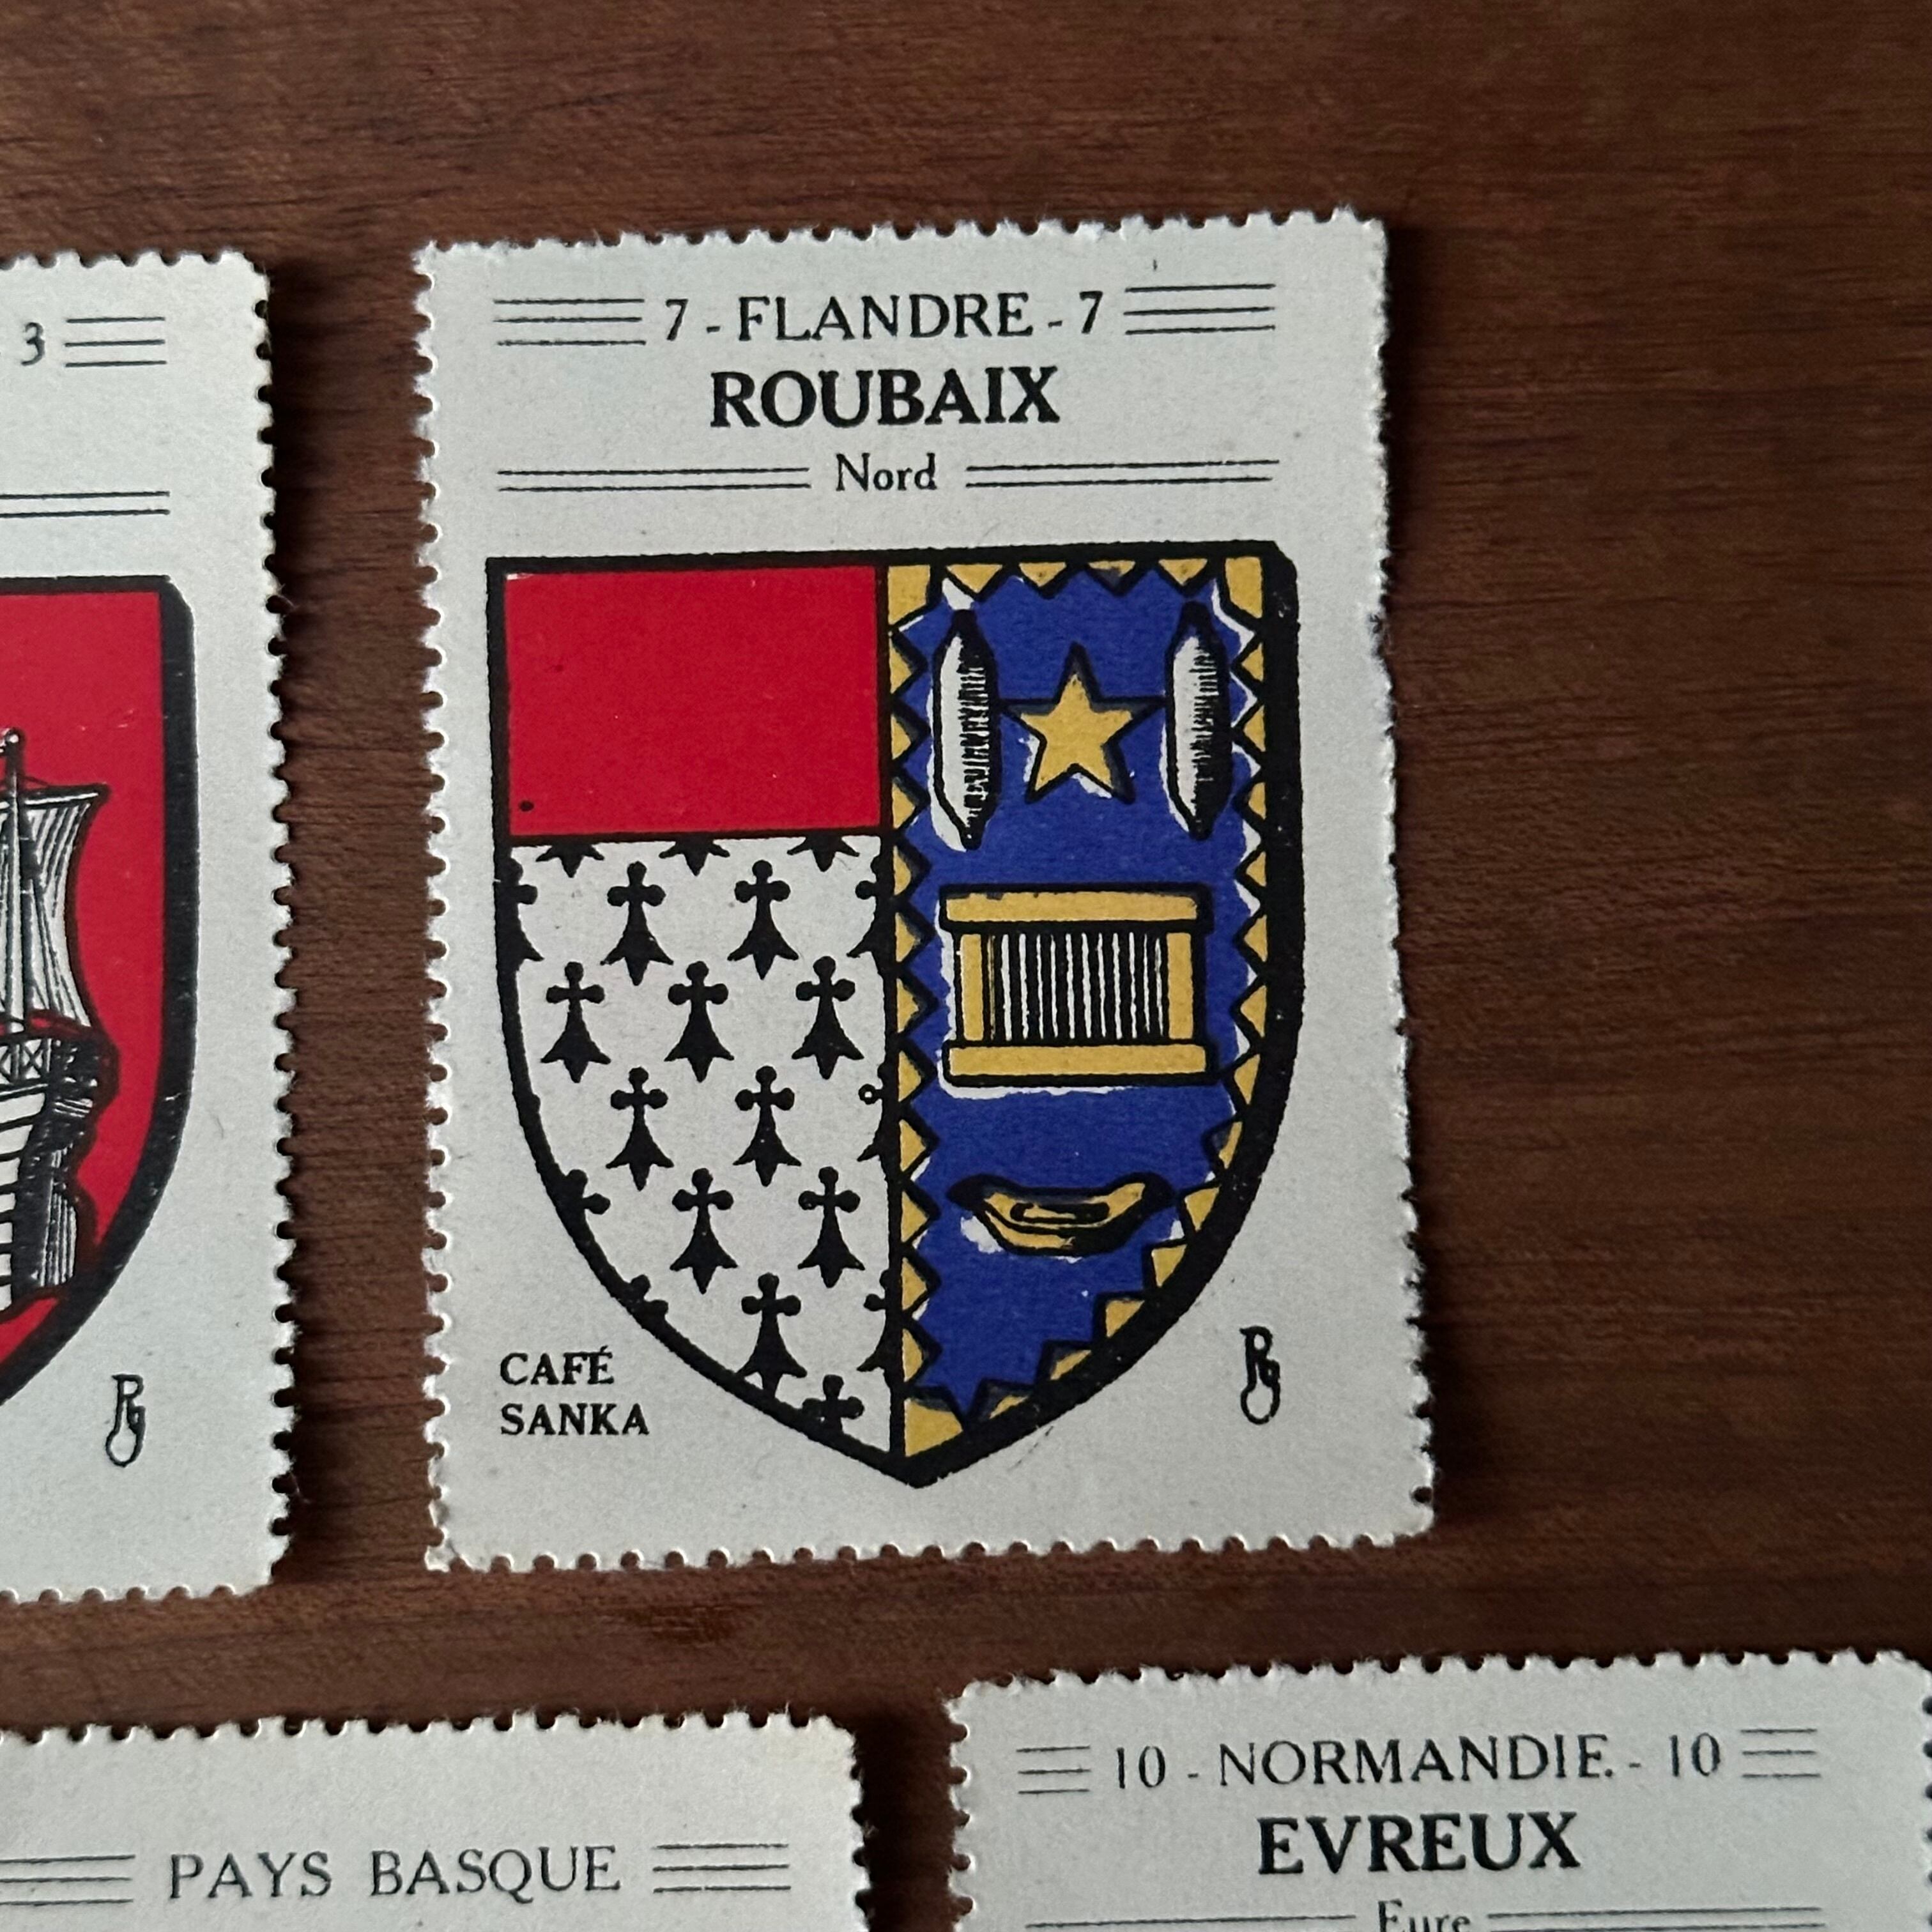 3
7 - FLANDRE - 7
ROUBAIX
Nord
CAFÉ
SANKA
PAYS BASQUE
10 - NORMANDIE - 10
EVREUX
Eure